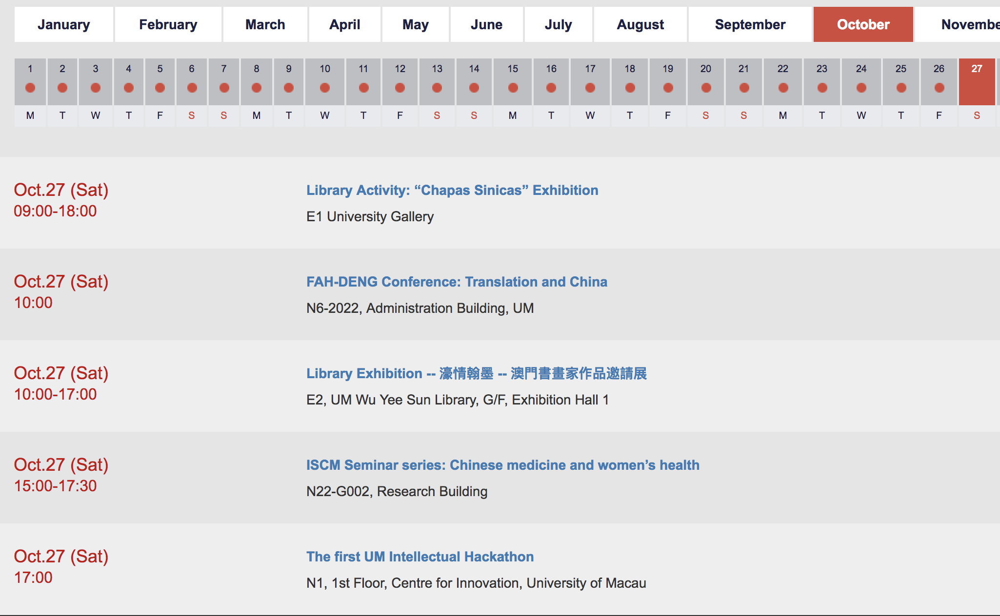 January February March April May June July August September October Novembe
1 2 3 4 5 6 7 8 9 10 11 12 13 14 15 16 17 18 19 20 21 22 23 24 25 26 27
M T W T F S S M T W T F S S M T W T F S S M T W T F S
Oct.27 (Sat)
09:00-18:00
Library Activity: “Chapas Sinicas” Exhibition
E1 University Gallery
Oct.27 (Sat)
10:00
FAH-DENG Conference: Translation and China
N6-2022, Administration Building, UM
Oct.27 (Sat)
10:00-17:00
Library Exhibition -- 濠情翰墨 -- 澳門書畫家作品邀請展
E2, UM Wu Yee Sun Library, G/F, Exhibition Hall 1
Oct.27 (Sat)
15:00-17:30
ISCM Seminar series: Chinese medicine and women’s health
N22-G002, Research Building
Oct.27 (Sat)
17:00
The first UM Intellectual Hackathon
N1, 1st Floor, Centre for Innovation, University of Macau